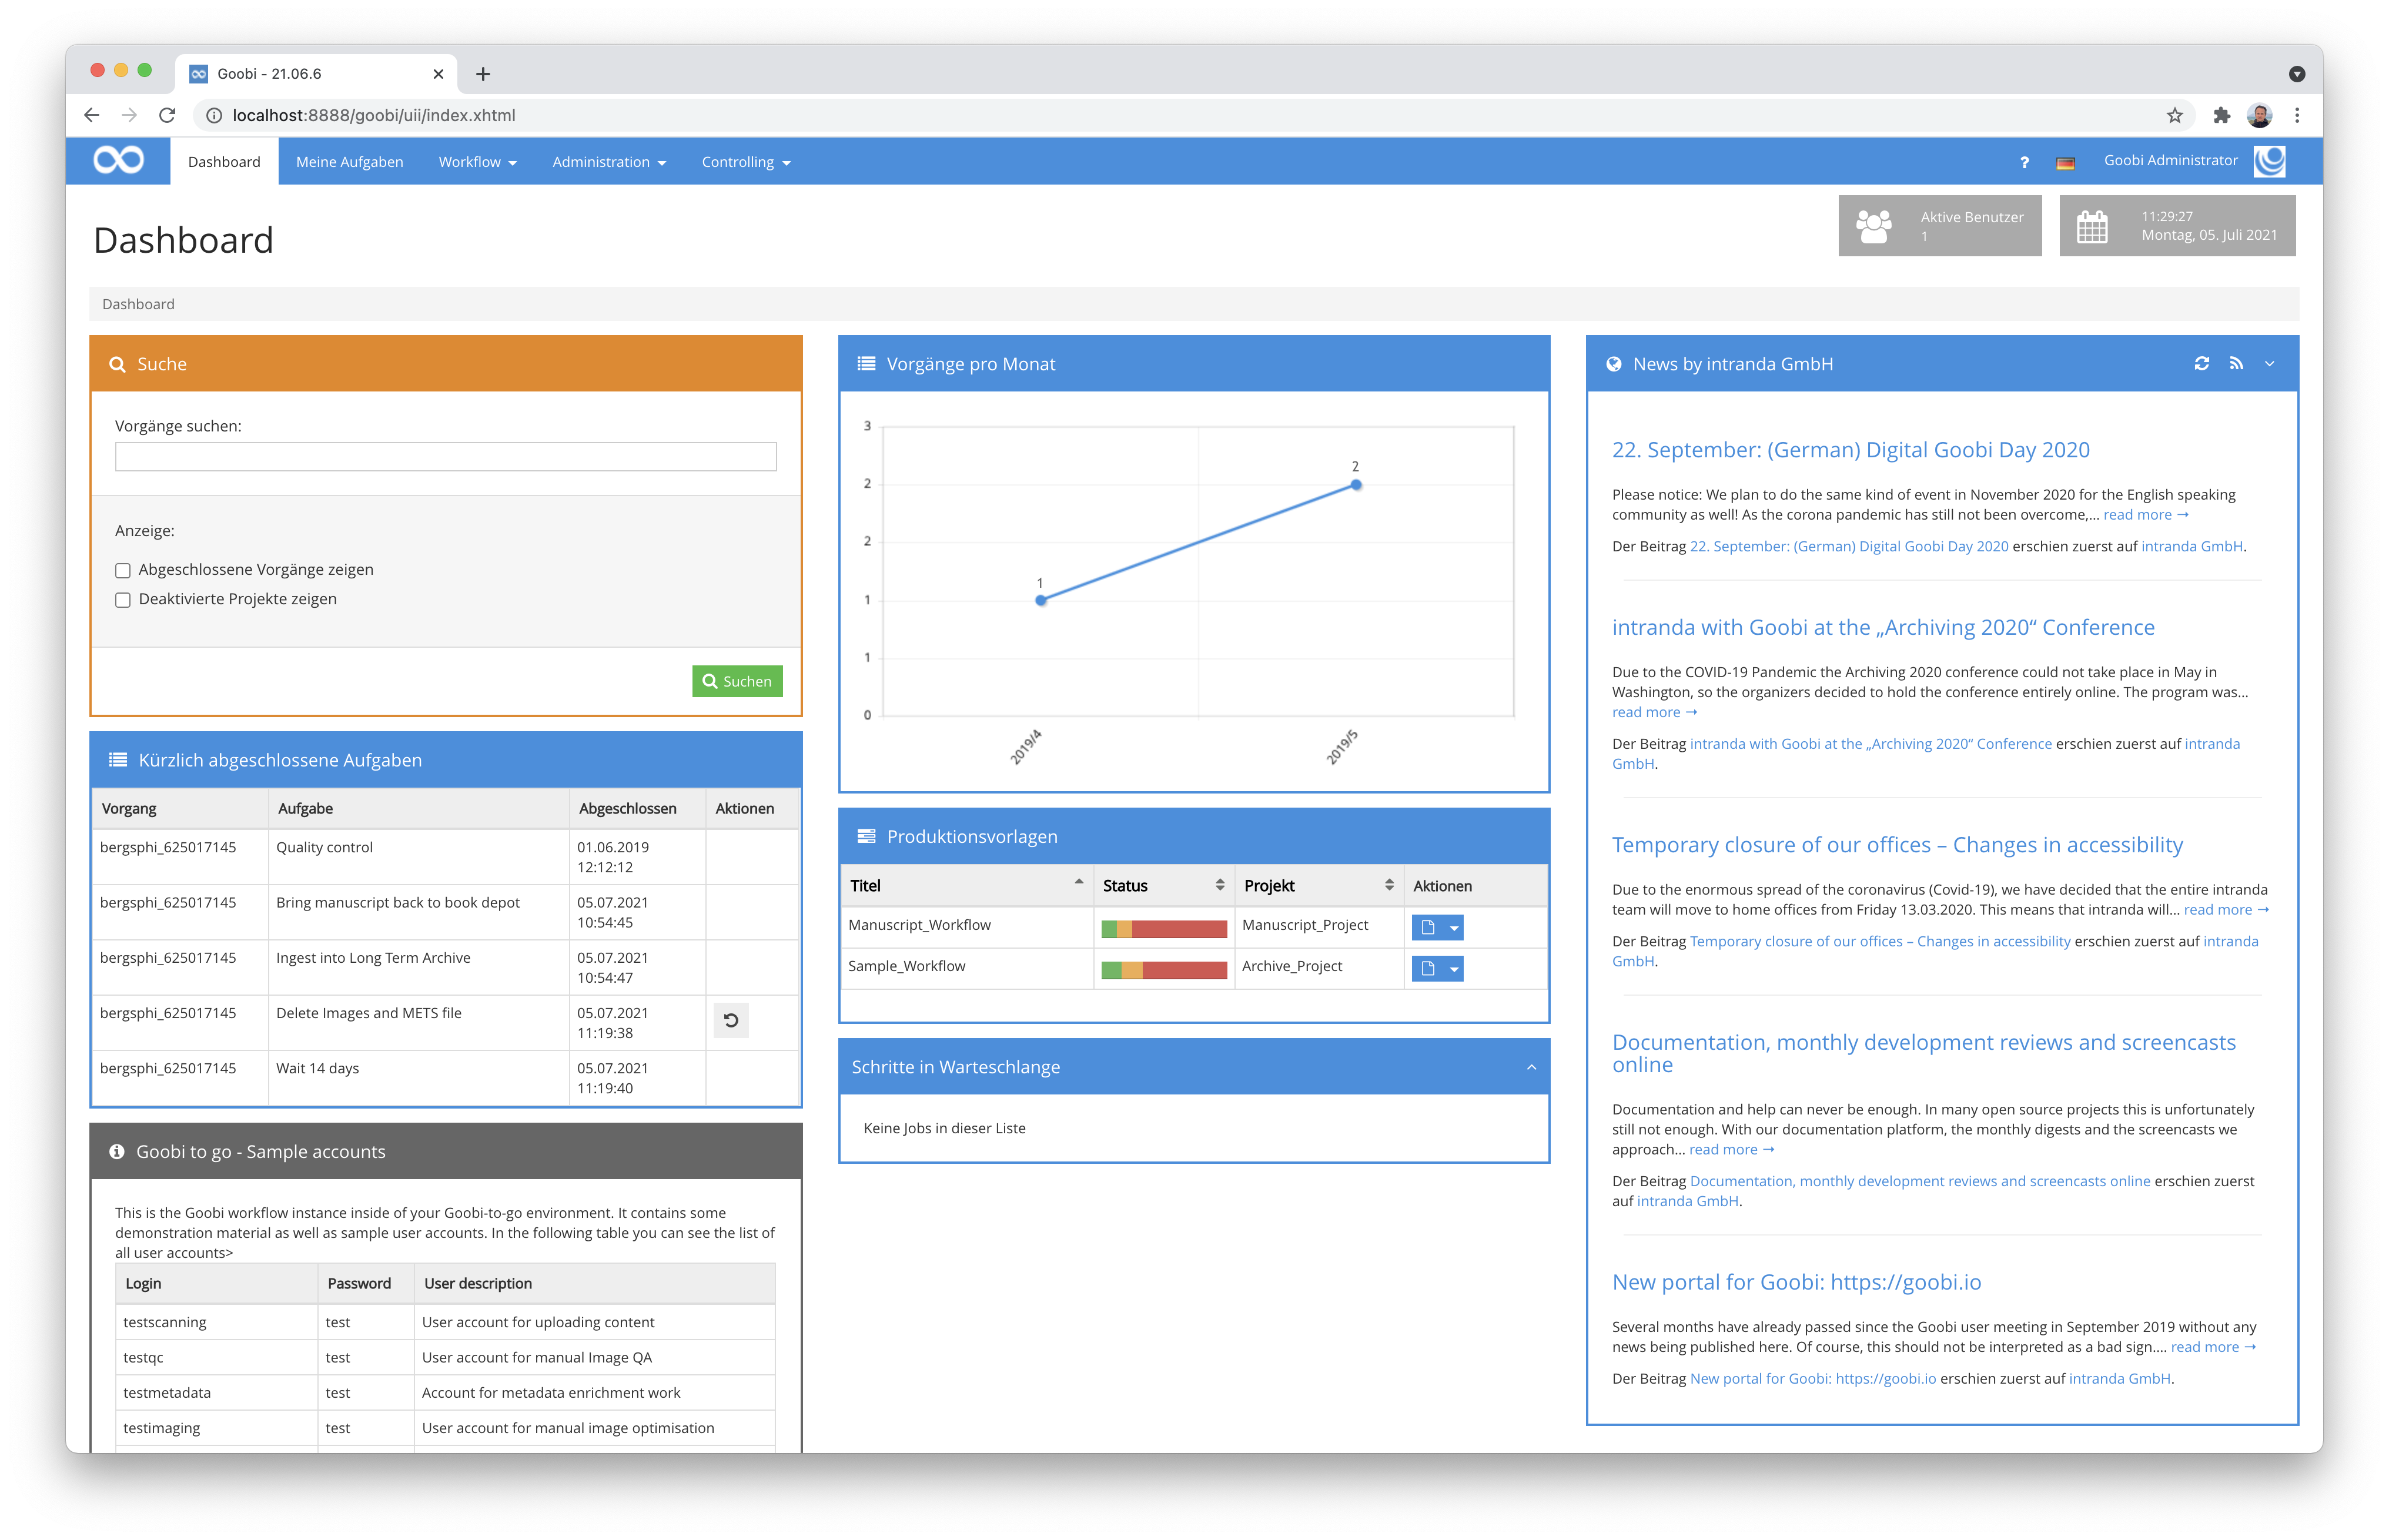 Goobi - 21.06.6
localhost:8888/goobi/uii/index.xhtml
Dashboard
Meine Aufgaben
Workflow
Administration
Controlling
?
Goobi Administrator
Dashboard
Aktive Benutzer
1
11:29:27
Montag, 05. Juli 2021
Dashboard
Suche
Vorgänge suchen:
Anzeige:
Abgeschlossene Vorgänge zeigen
Deaktivierte Projekte zeigen
Suchen
Kürzlich abgeschlossene Aufgaben
Vorgang Aufgabe Abgeschlossen Aktionen
bergsphi_625017145 Quality control 01.06.2019
12:12:12
bergsphi_625017145 Bring manuscript back to book depot 05.07.2021
10:54:45
bergsphi_625017145 Ingest into Long Term Archive 05.07.2021
10:54:47
bergsphi_625017145 Delete Images and METS file 05.07.2021
11:19:38
bergsphi_625017145 Wait 14 days 05.07.2021
11:19:40
Goobi to go - Sample accounts
This is the Goobi workflow instance inside of your Goobi-to-go environment. It contains some
demonstration material as well as sample user accounts. In the following table you can see the list of
all user accounts>
Login Password User description
testscanning test User account for uploading content
testqc test User account for manual Image QA
testmetadata test Account for metadata enrichment work
testimaging test User account for manual image optimisation
Vorgänge pro Monat
3
2
2
1
1
0
1
2
2019/4
2019/5
Produktionsvorlagen
Titel Status Projekt Aktionen
Manuscript_Workflow Manuscript_Project
Sample_Workflow Archive_Project
Schritte in Warteschlange
Keine Jobs in dieser Liste
News by intranda GmbH
22. September: (German) Digital Goobi Day 2020
Please notice: We plan to do the same kind of event in November 2020 for the English speaking
community as well! As the corona pandemic has still not been overcome,... read more →
Der Beitrag 22. September: (German) Digital Goobi Day 2020 erschien zuerst auf intranda GmbH.
intranda with Goobi at the „Archiving 2020“ Conference
Due to the COVID-19 Pandemic the Archiving 2020 conference could not take place in May in
Washington, so the organizers decided to hold the conference entirely online. The program was...
read more →
Der Beitrag intranda with Goobi at the „Archiving 2020“ Conference erschien zuerst auf intranda
GmbH.
Temporary closure of our offices – Changes in accessibility
Due to the enormous spread of the coronavirus (Covid-19), we have decided that the entire intranda
team will move to home offices from Friday 13.03.2020. This means that intranda will... read more →
Der Beitrag Temporary closure of our offices – Changes in accessibility erschien zuerst auf intranda
GmbH.
Documentation, monthly development reviews and screencasts
online
Documentation and help can never be enough. In many open source projects this is unfortunately
still not enough. With our documentation platform, the monthly digests and the screencasts we
approach... read more →
Der Beitrag Documentation, monthly development reviews and screencasts online erschien zuerst
auf intranda GmbH.
New portal for Goobi: https://goobi.io
Several months have already passed since the Goobi user meeting in September 2019 without any
news being published here. Of course, this should not be interpreted as a bad sign.... read more →
Der Beitrag New portal for Goobi: https://goobi.io erschien zuerst auf intranda GmbH.